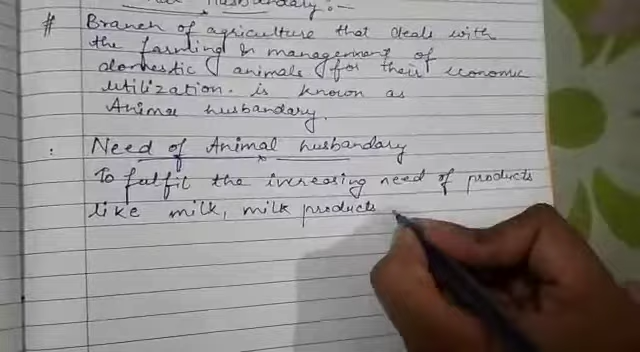 Husbandary :-
# Branch of agriculture that deals with
the farming & management of
domestic animals for their economic
utilization. is known as
Animal husbandary.
: Need of Animal husbandary
To fulfil the increasing need of products
like milk, milk products